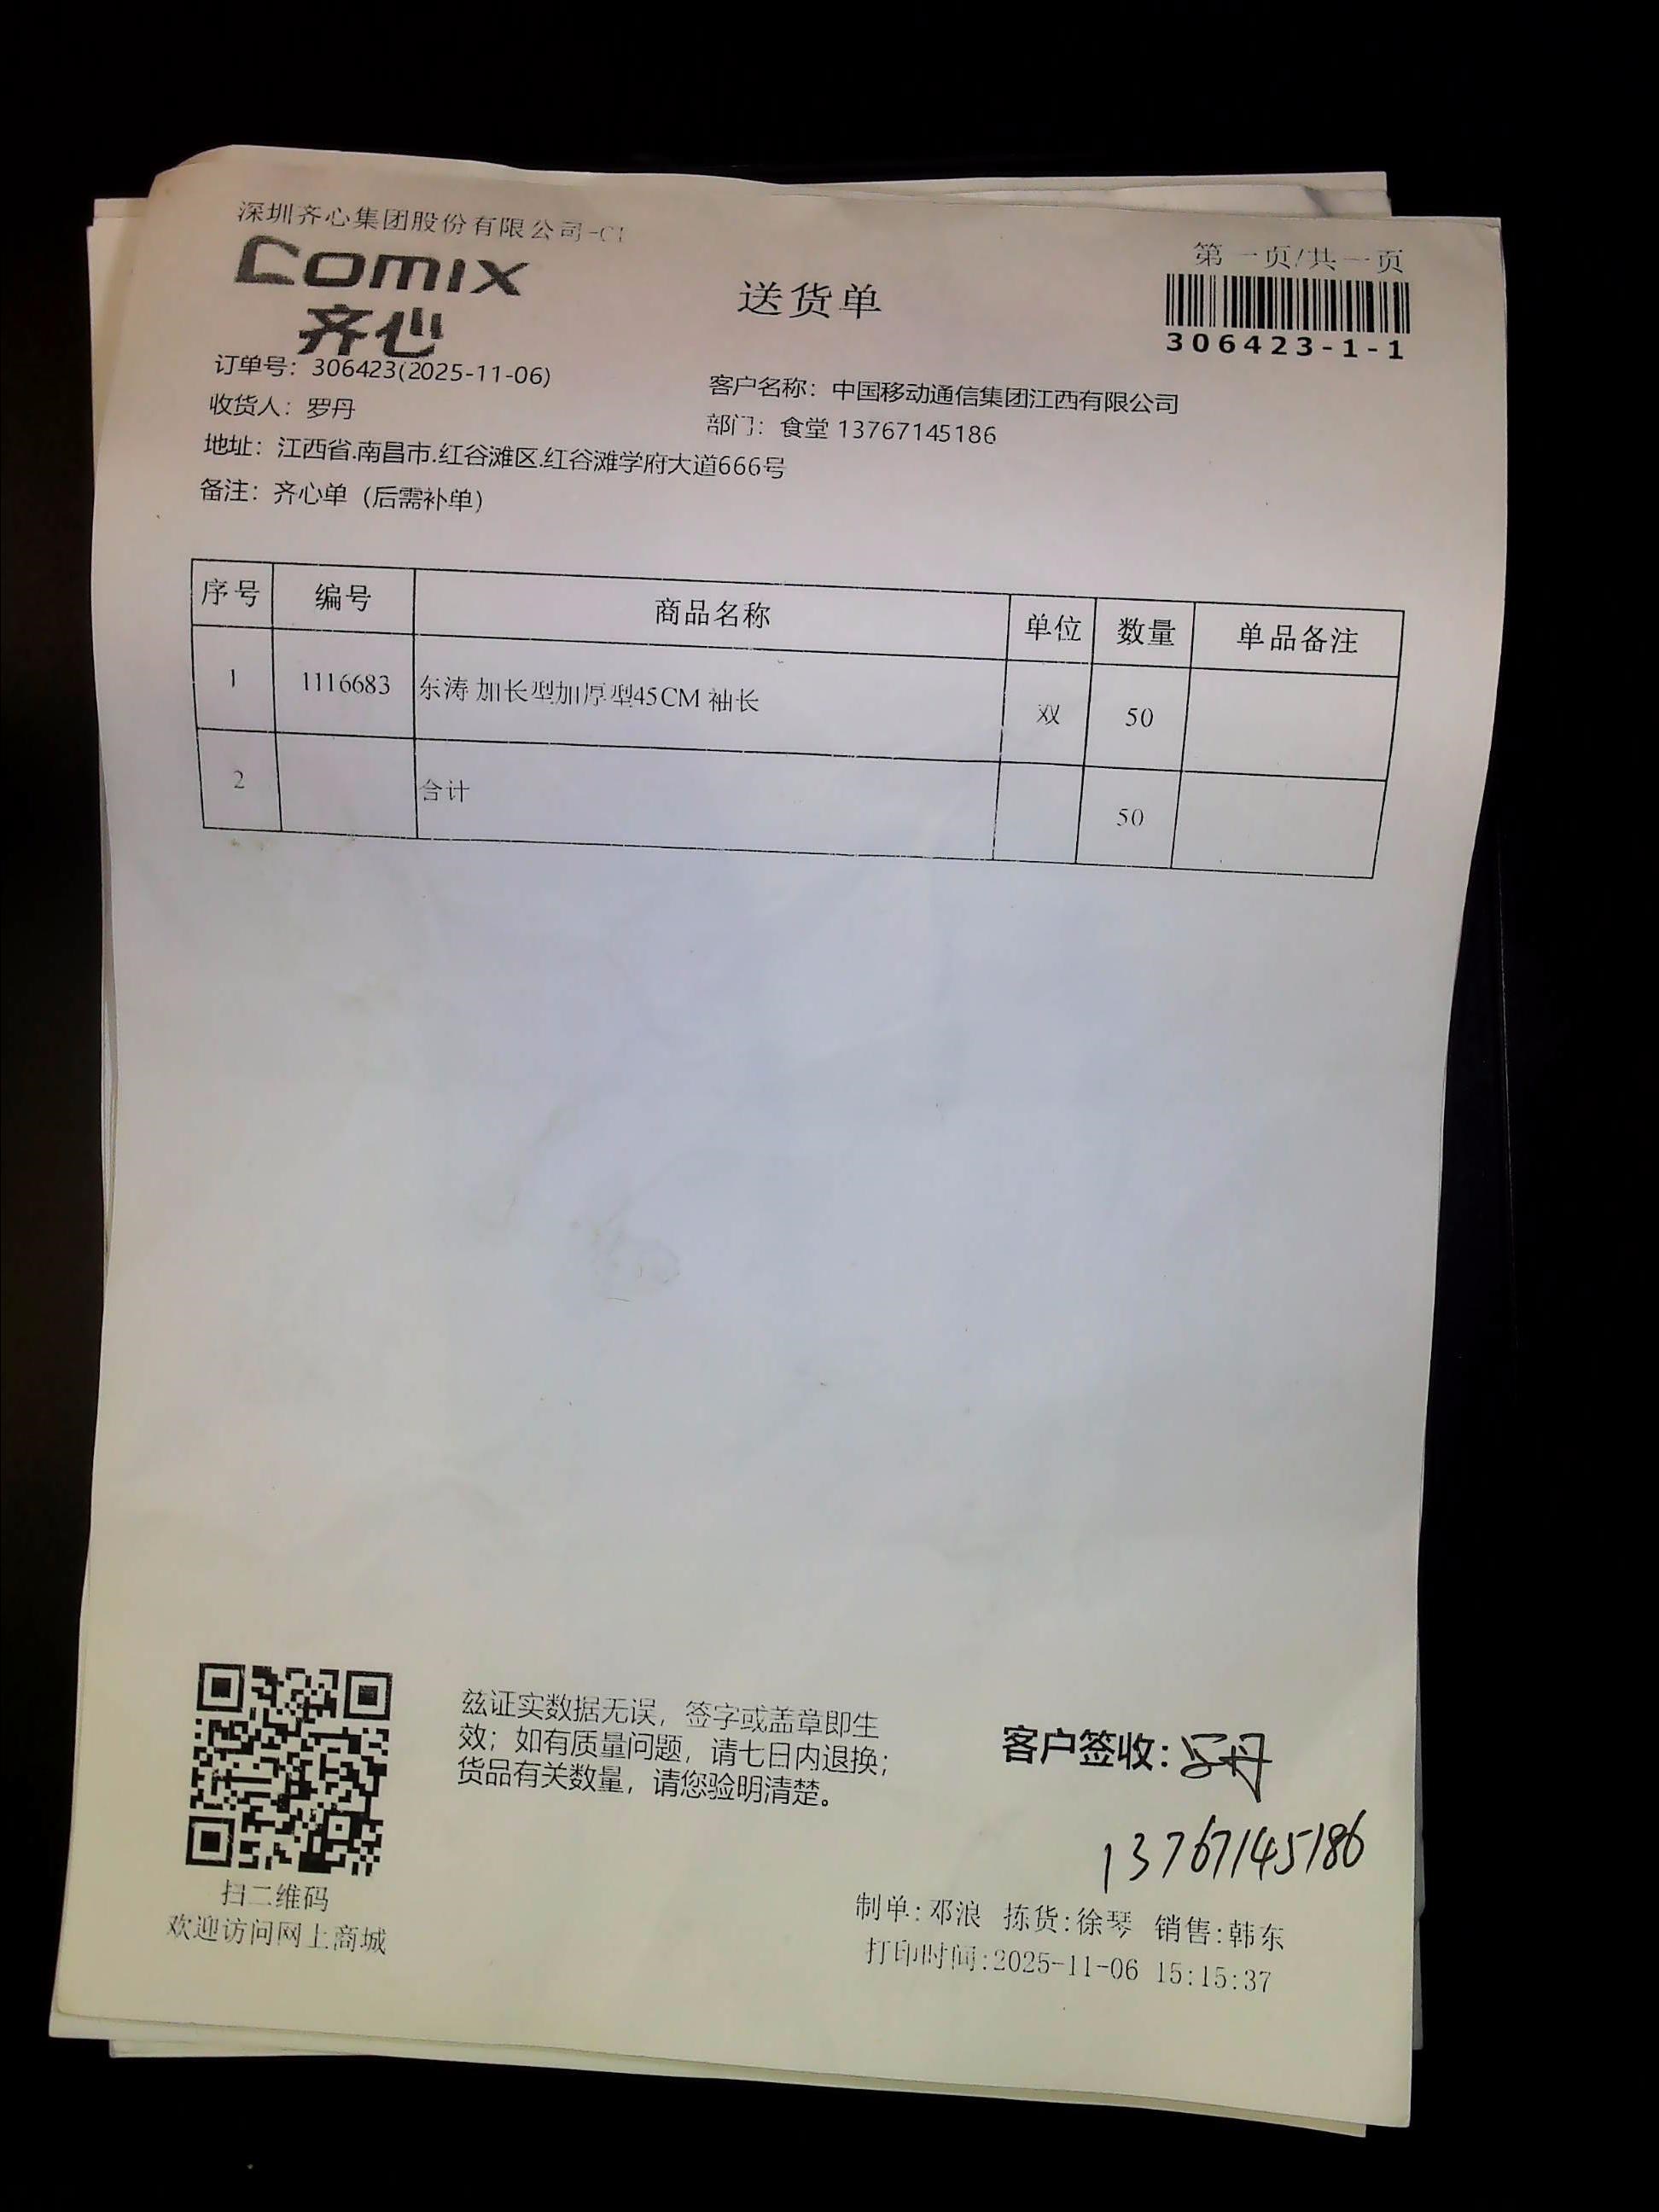 深圳齐心集团股份有限公司-C1
comix
齐心
送货单
第一页/共一页
306423-1-1
订单号：306423(2025-11-06)
客户名称：中国移动通信集团江西有限公司
收货人：罗丹
部门：食堂 13767145186
地址：江西省.南昌市.红谷滩区.红谷滩学府大道666号
备注：齐心单（后需补单）
序号 编号 商品名称 单位 数量 单品备注
1 1116683 东涛 加长型加厚型45CM 袖长 双 50
2 合计 50
兹证实数据无误，签字或盖章即生
效；如有质量问题，请七日内退换；
货品有关数量，请您验明清楚。
客户签收：罗丹
13767145186
扫二维码
欢迎访问网上商城
制单:邓浪 拣货:徐琴 销售:韩东
打印时间:2025-11-06 15:15:37